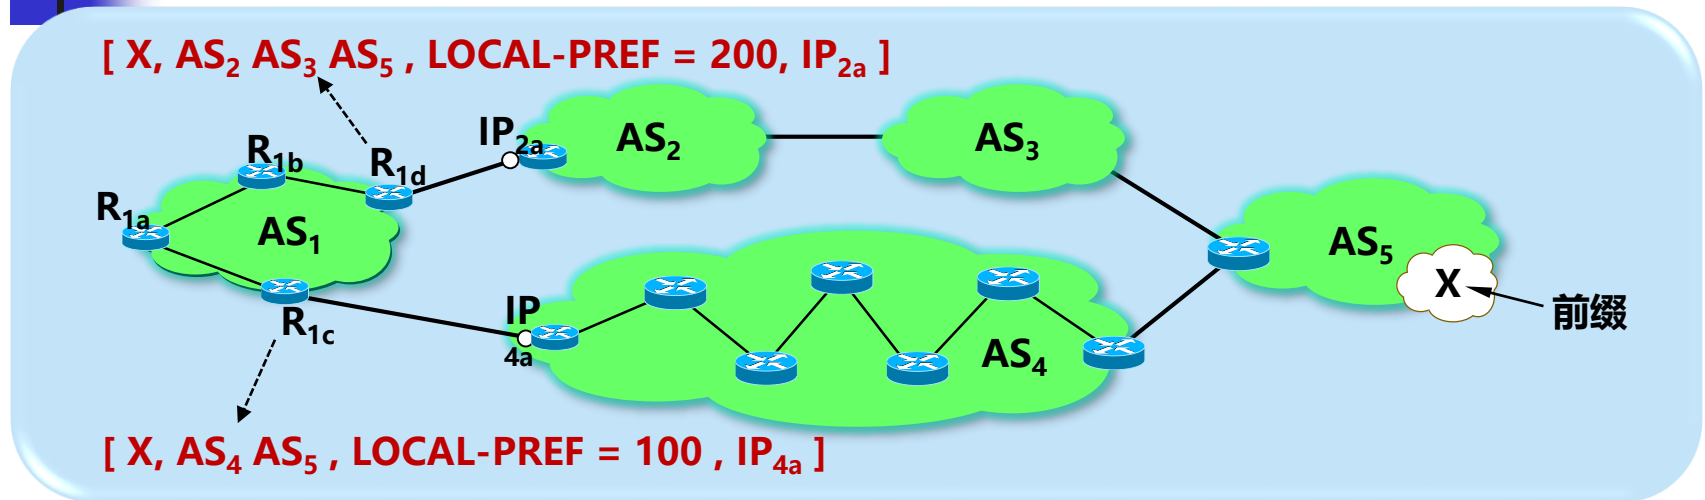 [ X, AS2 AS3 AS5 , LOCAL-PREF = 200, IP2a ]
IP2a
AS2
AS3
R1b
R1d
R1a
AS1
AS5
X
前缀
IP
4a
R1c
AS4
[ X, AS4 AS5 , LOCAL-PREF = 100 , IP4a ]